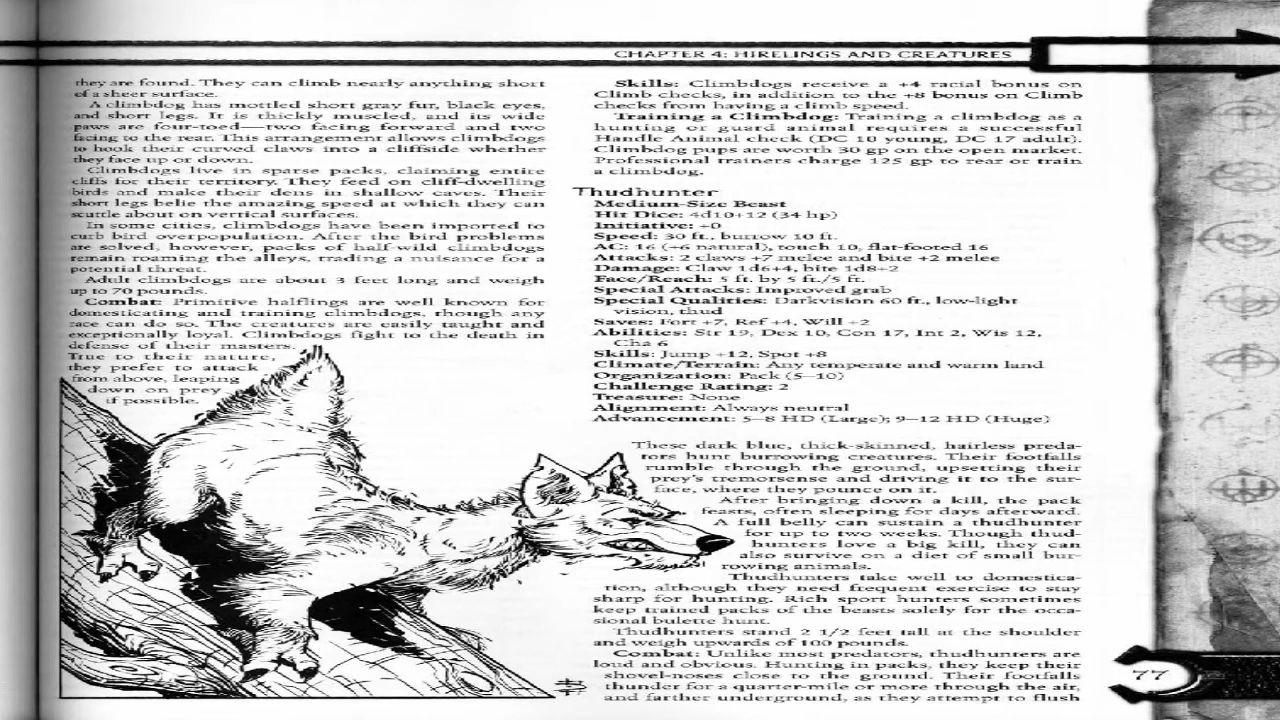 CHAPTER 4: HIRELINGS AND CREATURES
they are found. They can climb nearly anything short
of a sheer surface.
A climbdog has mottled short gray fur, black eyes,
and short legs. It is thickly muscled, and its wide
paws are four-toed—two facing forward and two
facing to the rear. This arrangement allows climbdogs
to hook their curved claws into a cliffside whether
they face up or down.
Climbdogs live in sparse packs, claiming entire
cliffs for their territory. They feed on cliff-dwelling
birds and make their dens in shallow caves. Their
short legs belie the amazing speed at which they can
scuttle about on vertical surfaces.
In some cities, climbdogs have been imported to
curb bird overpopulation. After the bird problems
are solved, however, packs of half-wild climbdogs
remain roaming the alleys, trading a nuisance for a
potential threat.
Adult climbdogs are about 3 feet long and weigh
up to 70 pounds.
Combat: Primitive halflings are well known for
domesticating and training climbdogs, though any
race can do so. The creatures are easily taught and
exceptionally loyal. Climbdogs fight to the death in
defense of their masters.
True to their nature,
they prefer to attack
from above, leaping
down on prey
if possible.
Skills: Climbdogs receive a +4 racial bonus on
Climb checks, in addition to the +8 bonus on Climb
checks from having a climb speed.
Training a Climbdog: Training a climbdog as a
hunting or guard animal requires a successful
Handle Animal check (DC 10 young, DC 17 adult).
Climbdog pups are worth 30 gp on the open market.
Professional trainers charge 125 gp to rear or train
a climbdog.
Thudhunter
Medium-Size Beast
Hit Dice: 4d10+12 (34 hp)
Initiative: +0
Speed: 30 ft., burrow 10 ft.
AC: 16 (+6 natural), touch 10, flat-footed 16
Attacks: 2 claws +7 melee and bite +2 melee
Damage: Claw 1d6+4, bite 1d8+2
Face/Reach: 5 ft. by 5 ft./5 ft.
Special Attacks: Improved grab
Special Qualities: Darkvision 60 ft., low-light
vision, thud
Saves: Fort +7, Ref +4, Will +2
Abilities: Str 19, Dex 10, Con 17, Int 2, Wis 12,
Cha 6
Skills: Jump +12, Spot +8
Climate/Terrain: Any temperate and warm land
Organization: Pack (5–10)
Challenge Rating: 2
Treasure: None
Alignment: Always neutral
Advancement: 5–8 HD (Large); 9–12 HD (Huge)
These dark blue, thick-skinned, hairless preda-
tors hunt burrowing creatures. Their footfalls
rumble through the ground, upsetting their
prey's tremorsense and driving it to the sur-
face, where they pounce on it.
After bringing down a kill, the pack
feasts, often sleeping for days afterward.
A full belly can sustain a thudhunter
for up to two weeks. Though thud-
hunters love a big kill, they can
also survive on a diet of small bur-
rowing animals.
Thudhunters take well to domestica-
tion, although they need frequent exercise to stay
sharp for hunting. Rich sport hunters sometimes
keep trained packs of the beasts solely for the occa-
sional bulette hunt.
Thudhunters stand 2 1/2 feet tall at the shoulder
and weigh upwards of 100 pounds.
Combat: Unlike most predators, thudhunters are
loud and obvious. Hunting in packs, they keep their
shovel-noses close to the ground. Their footfalls
thunder for a quarter-mile or more through the air,
and farther underground, as they attempt to flush
77